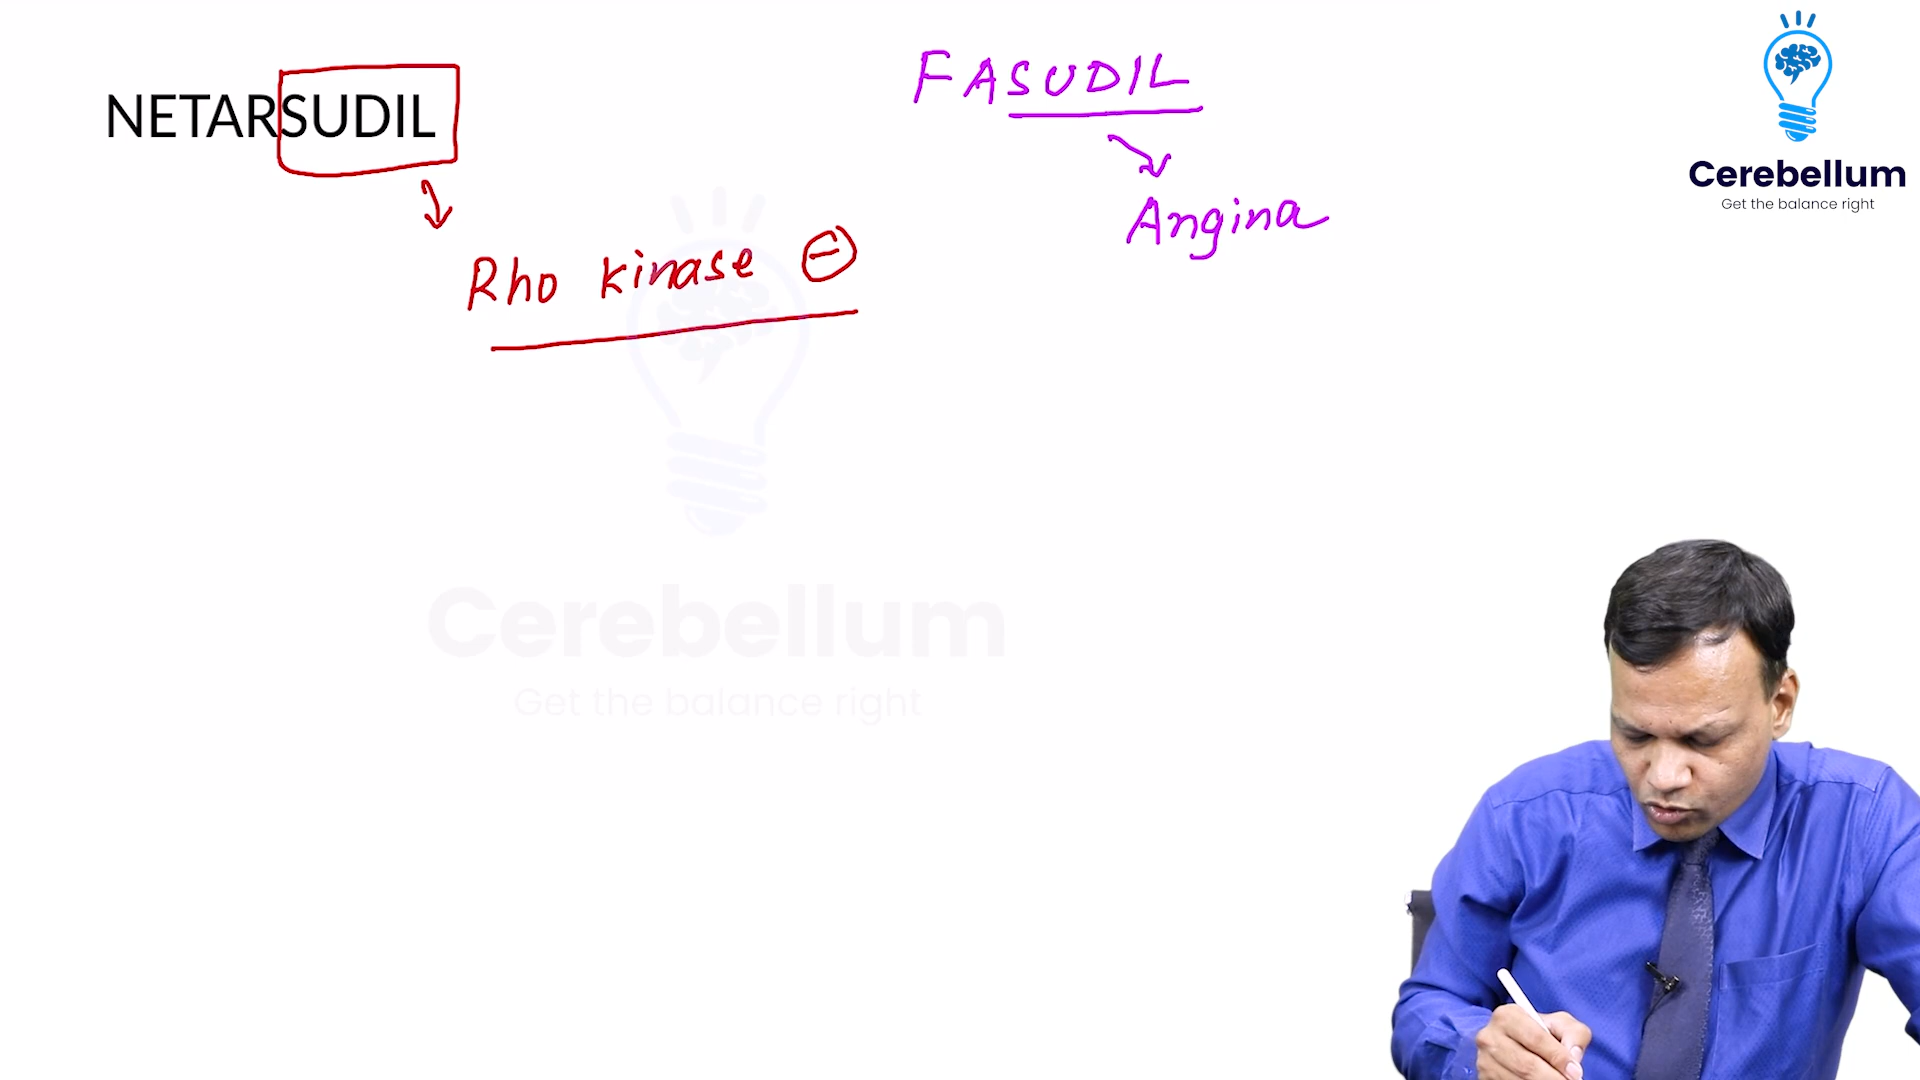 NETARSUDIL
Rho kinase ⊖
FASUDIL
Angina
Cerebellum
Get the balance right
Cerebellum
Get the balance right